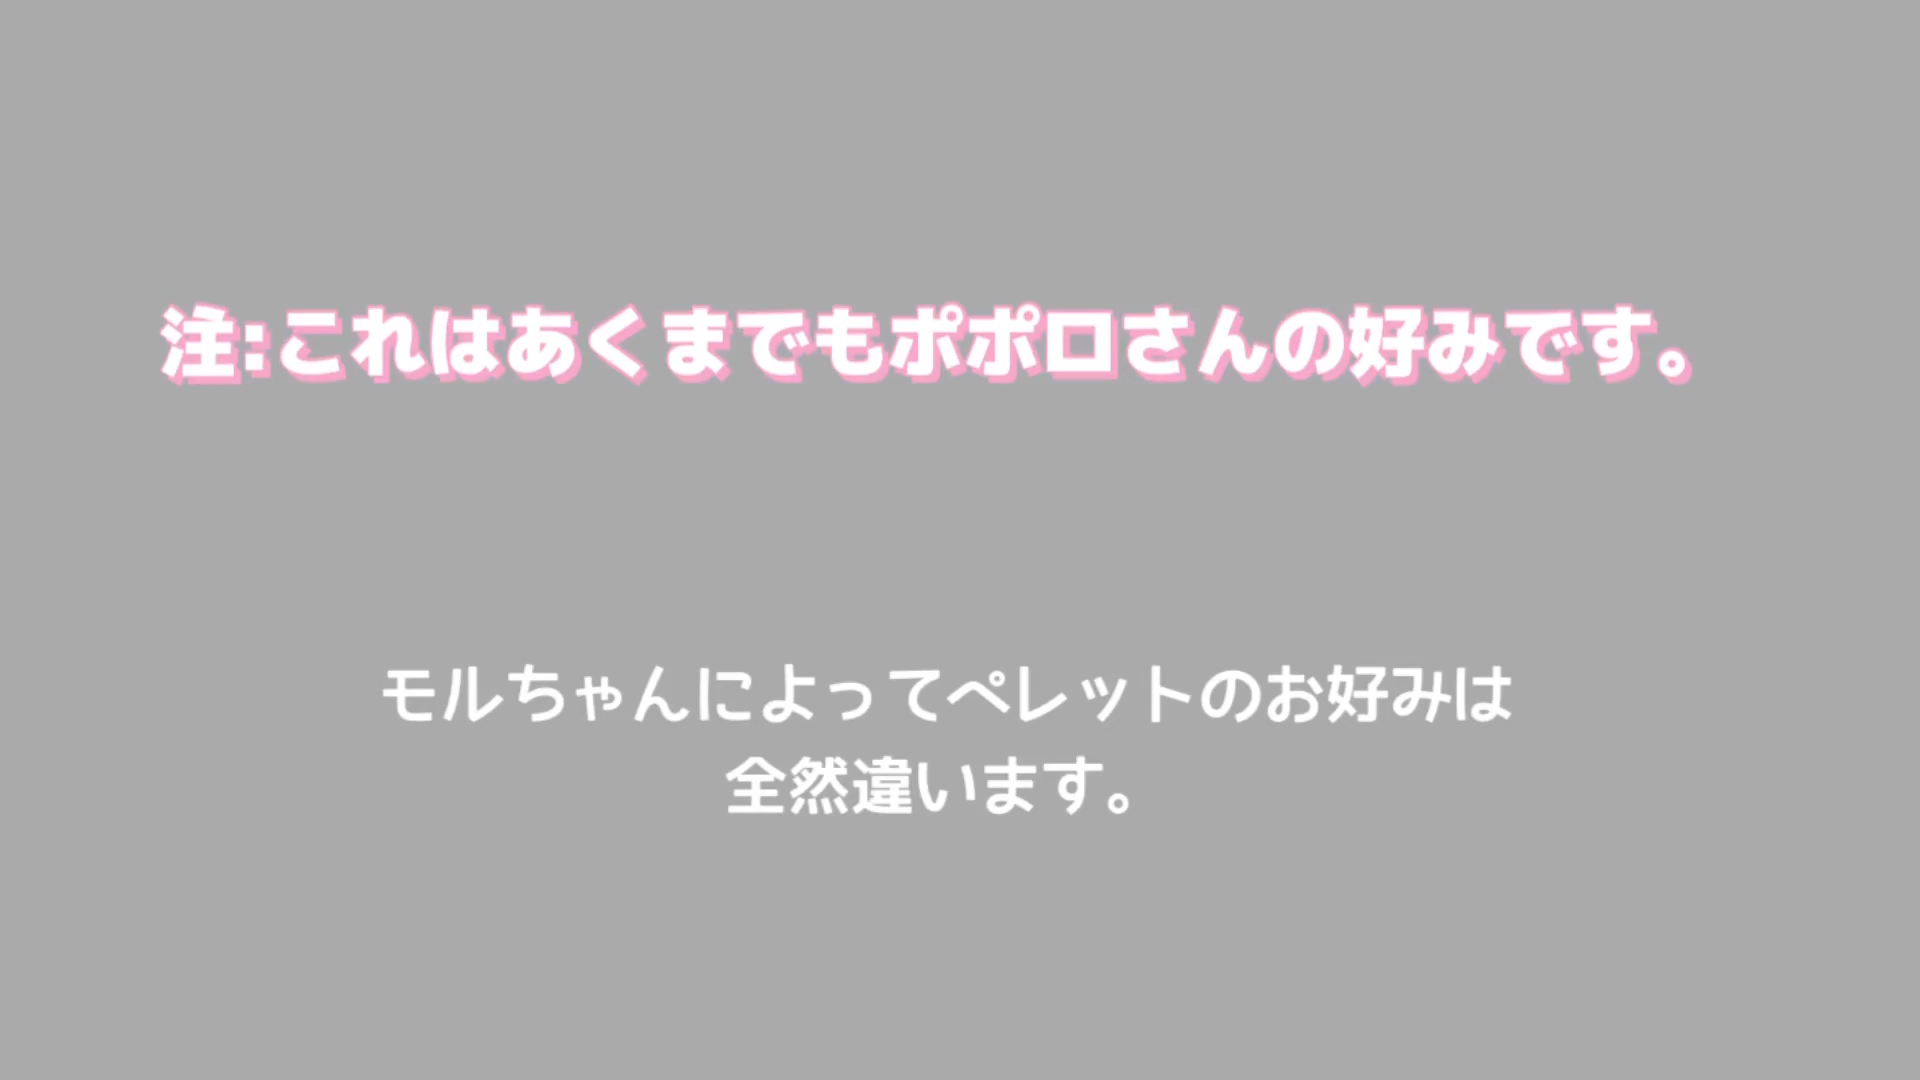 注:これはあくまでもポポロさんの好みです。
モルちゃんによってペレットのお好みは
全然違います。